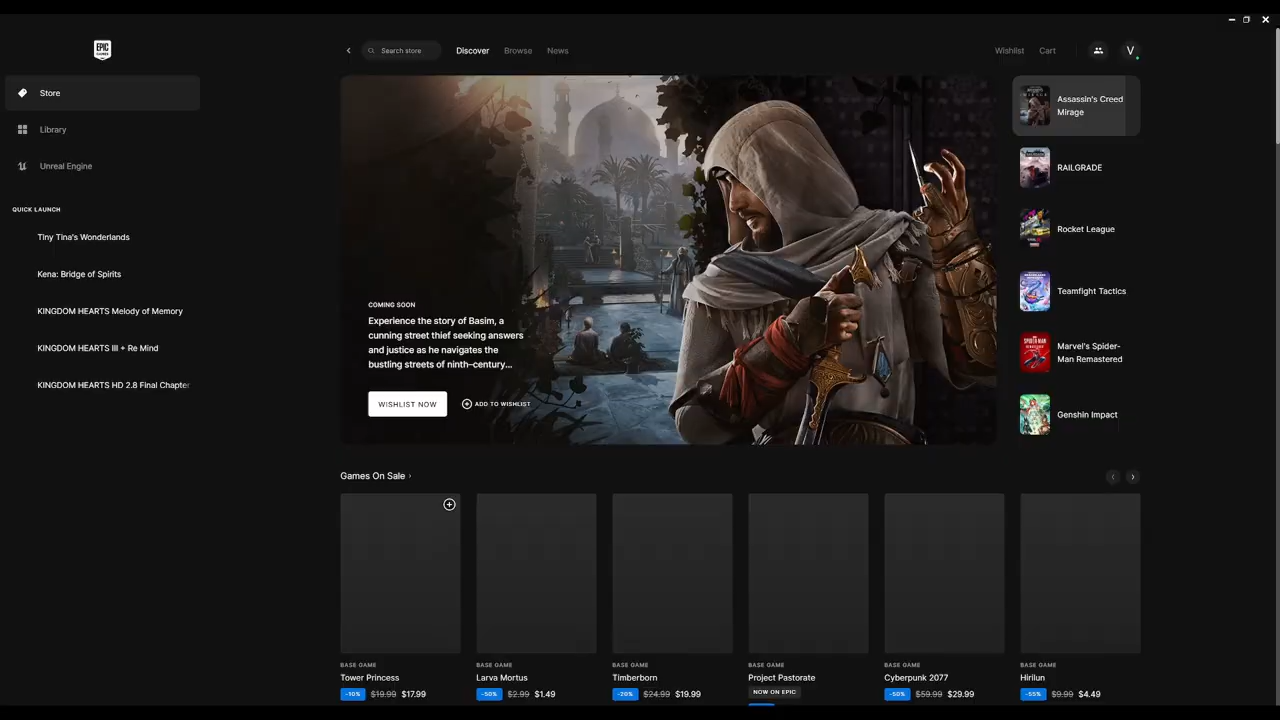 EPIC
GAMES
Search store
Discover
Browse
News
Wishlist
Cart
V
Store
Library
Unreal Engine
QUICK LAUNCH
Tiny Tina's Wonderlands
Kena: Bridge of Spirits
KINGDOM HEARTS Melody of Memory
KINGDOM HEARTS III + Re Mind
KINGDOM HEARTS HD 2.8 Final Chapter
COMING SOON
Experience the story of Basim, a
cunning street thief seeking answers
and justice as he navigates the
bustling streets of ninth-century...
WISHLIST NOW
ADD TO WISHLIST
Assassin's Creed
Mirage
RAILGRADE
Rocket League
Teamfight Tactics
Marvel's Spider-
Man Remastered
Genshin Impact
Games On Sale
BASE GAME
Tower Princess
-10% $19.99 $17.99
BASE GAME
Larva Mortus
-50% $2.99 $1.49
BASE GAME
Timberborn
-20% $24.99 $19.99
BASE GAME
Project Pastorate
NOW ON EPIC
BASE GAME
Cyberpunk 2077
-50% $59.99 $29.99
BASE GAME
Hirilun
-55% $9.99 $4.49